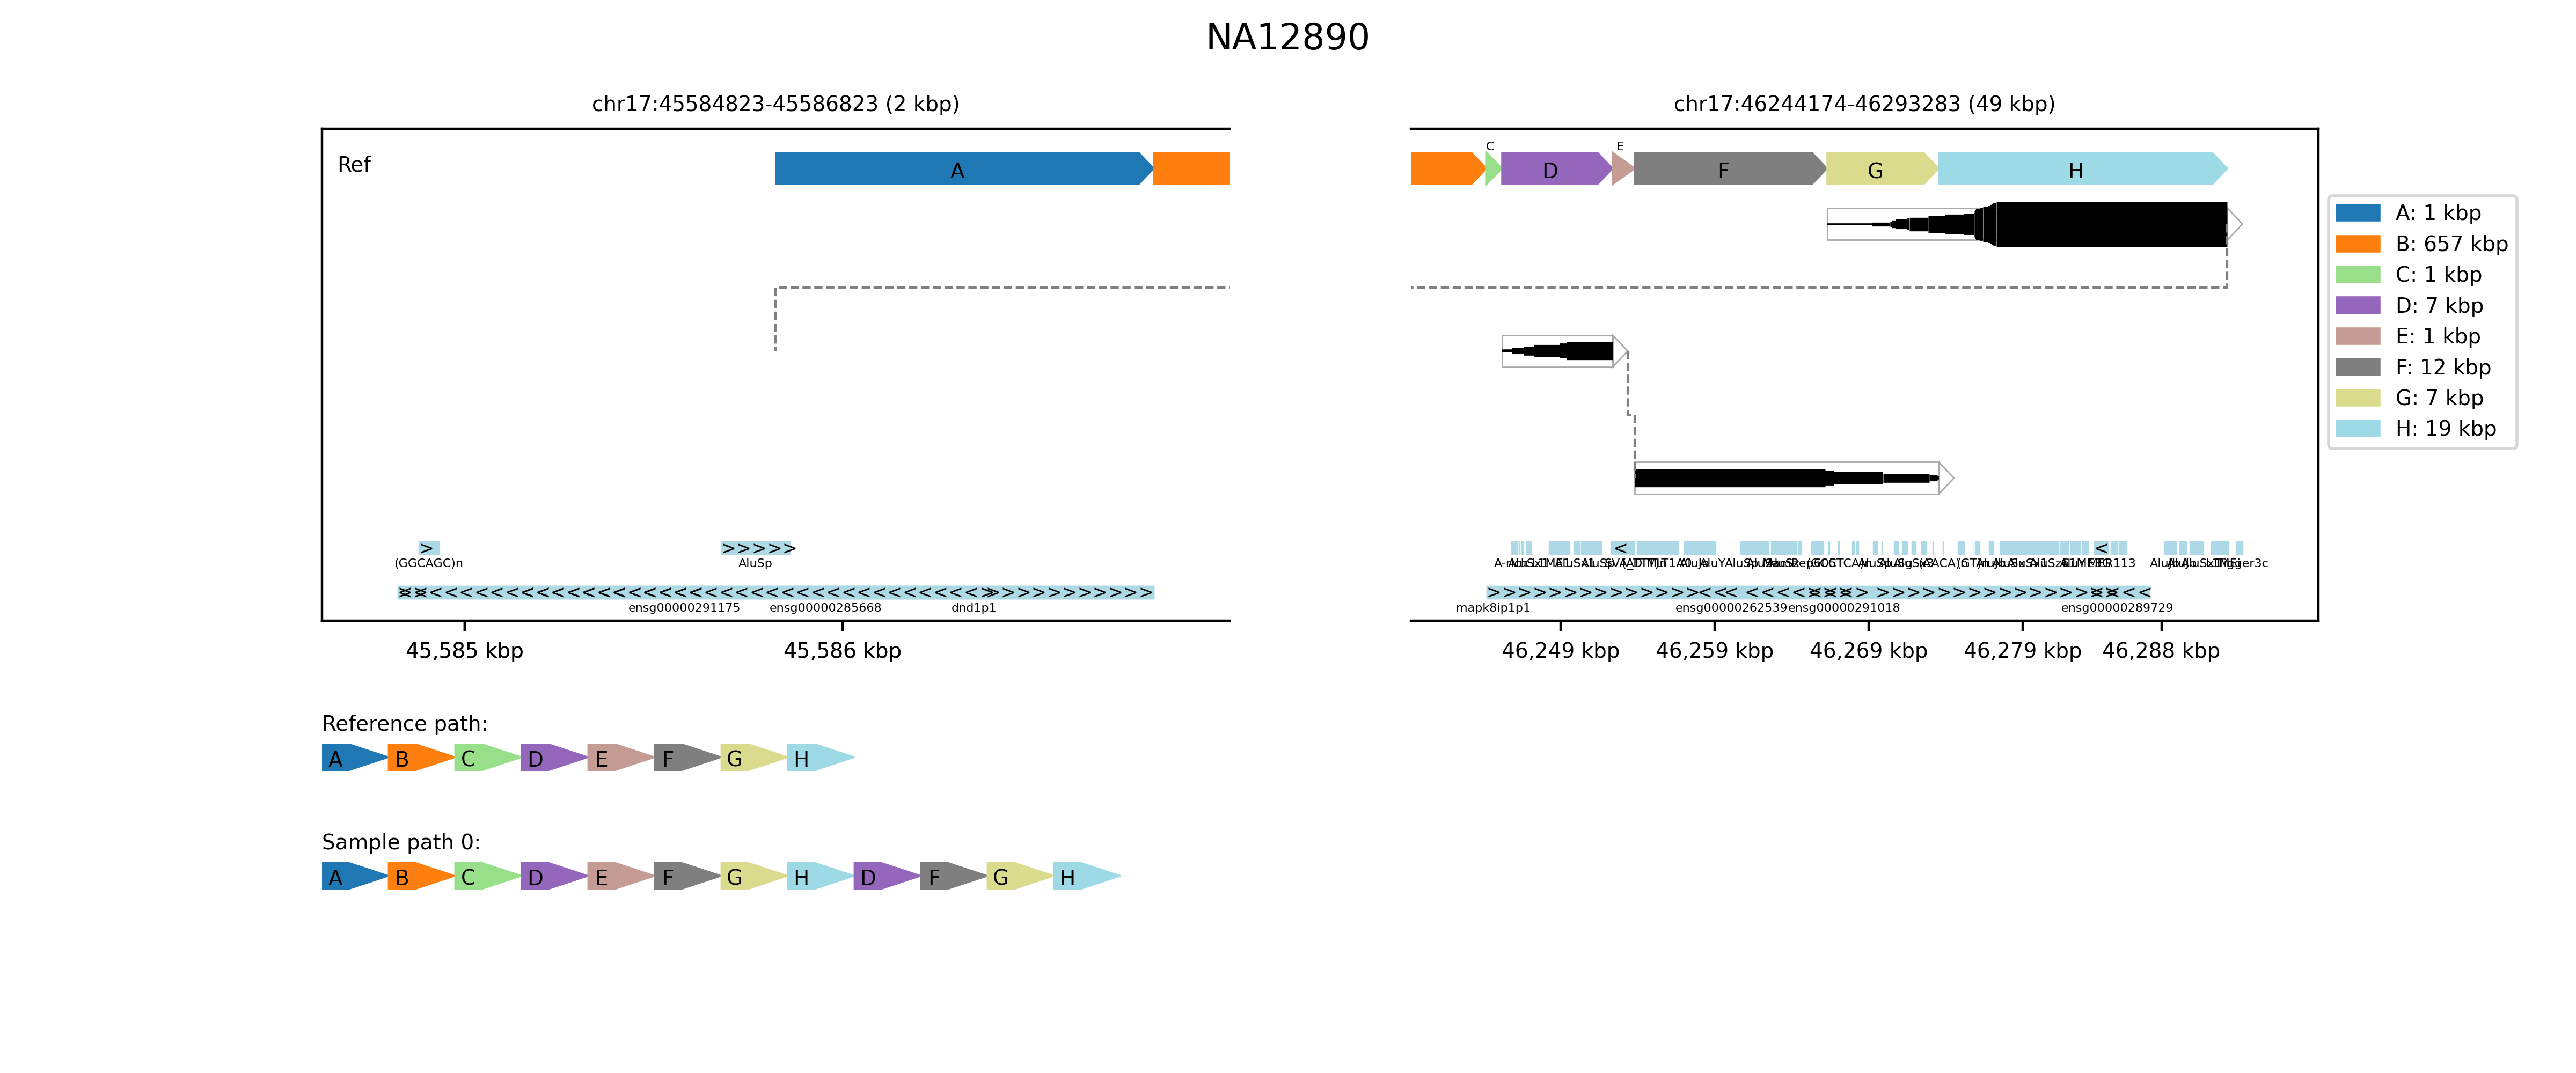 NA12890
chr17:45584823-45586823 (2 kbp)
chr17:46244174-46293283 (49 kbp)
Ref
A
C
D
E
F
G
H
A: 1 kbp
B: 657 kbp
C: 1 kbp
D: 7 kbp
E: 1 kbp
F: 12 kbp
G: 7 kbp
H: 19 kbp
(GGCAGC)n
AluSp
ensg00000291175
ensg00000285668
dnd1p1
mapk8ip1p1
ensg00000262539
ensg00000291018
ensg00000289729
45,585 kbp
45,586 kbp
46,249 kbp
46,259 kbp
46,269 kbp
46,279 kbp
46,288 kbp
Reference path:
A B C D E F G H
Sample path 0:
A B C D E F G H D F G H